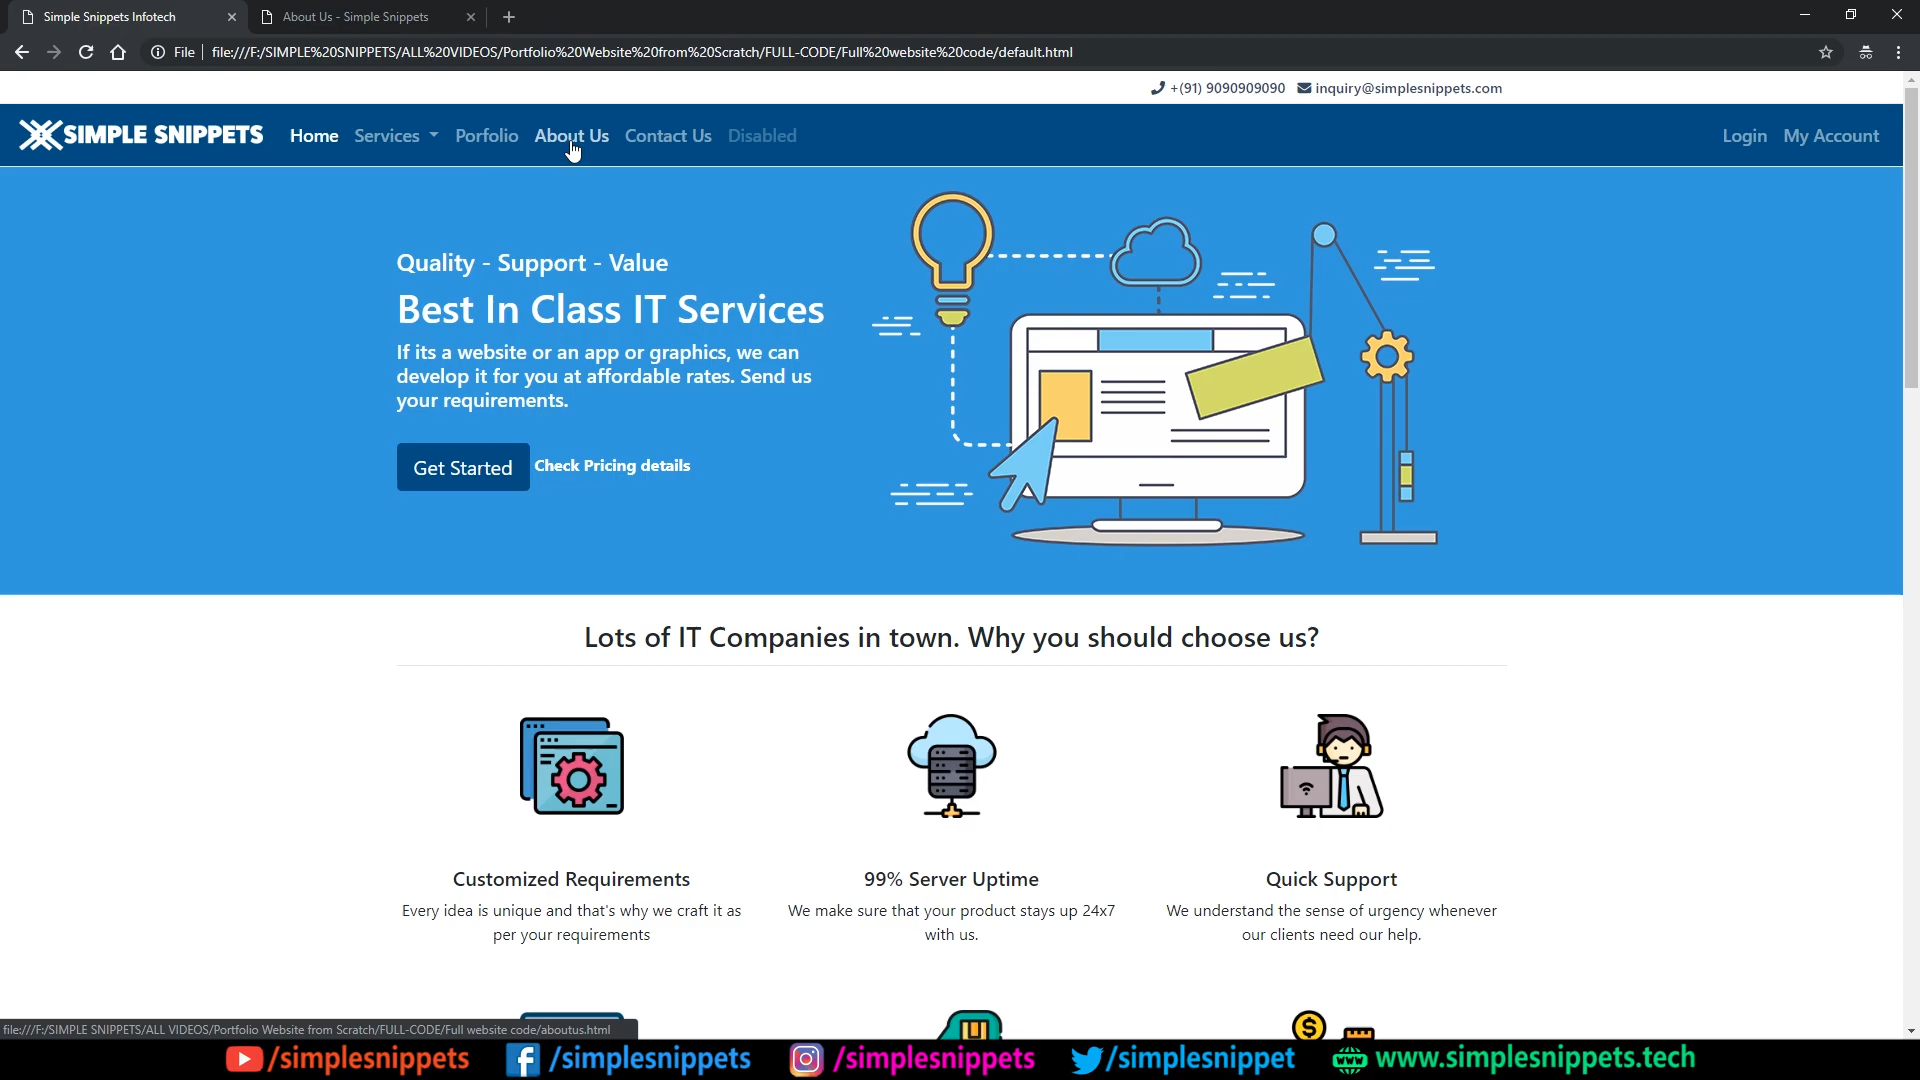 Simple Snippets Infotech
About Us - Simple Snippets
File
file:///F:/SIMPLE%20SNIPPETS/ALL%20VIDEOS/Portfolio%20Website%20from%20Scratch/FULL-CODE/Full%20website%20code/default.html
+(91) 9090909090 inquiry@simplesnippets.com
SIMPLE SNIPPETS Home Services Porfolio About Us Contact Us Disabled Login My Account
Quality - Support - Value
Best In Class IT Services
If its a website or an app or graphics, we can
develop it for you at affordable rates. Send us
your requirements.
Get Started Check Pricing details
Lots of IT Companies in town. Why you should choose us?
Customized Requirements
Every idea is unique and that's why we craft it as
per your requirements
99% Server Uptime
We make sure that your product stays up 24x7
with us.
Quick Support
We understand the sense of urgency whenever
our clients need our help.
file:///F:/SIMPLE SNIPPETS/ALL VIDEOS/Portfolio Website from Scratch/FULL-CODE/Full website code/aboutus.html
/simplesnippets /simplesnippets /simplesnippets /simplesnippet www.simplesnippets.tech